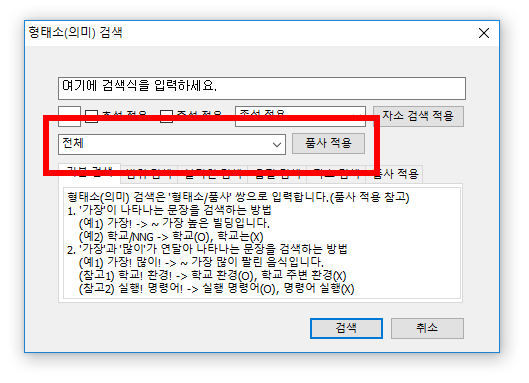 형태소(의미) 검색
여기에 검색식을 입력하세요.
초성 적용 중성 적용 종성 적용 자소 검색 적용
전체 품사 적용
기본 검색 품사 적용
형태소(의미) 검색은 '형태소/품사' 쌍으로 입력합니다.(품사 적용 참고)
1. '가장'이 나타나는 문장을 검색하는 방법
(예1) 가장! -> ~ 가장 높은 빌딩입니다.
(예2) 학교/NNG -> 학교(O), 학교는(X)
2. '가장'과 '많이'가 연달아 나타나는 문장을 검색하는 방법
(예1) 가장! 많이! -> ~ 가장 많이 팔린 음식입니다.
(참고1) 학교! 환경! -> 학교 환경(O), 학교 주변 환경(X)
(참고2) 실행! 명령어! -> 실행 명령어(O), 명령어 실행(X)
검색 취소